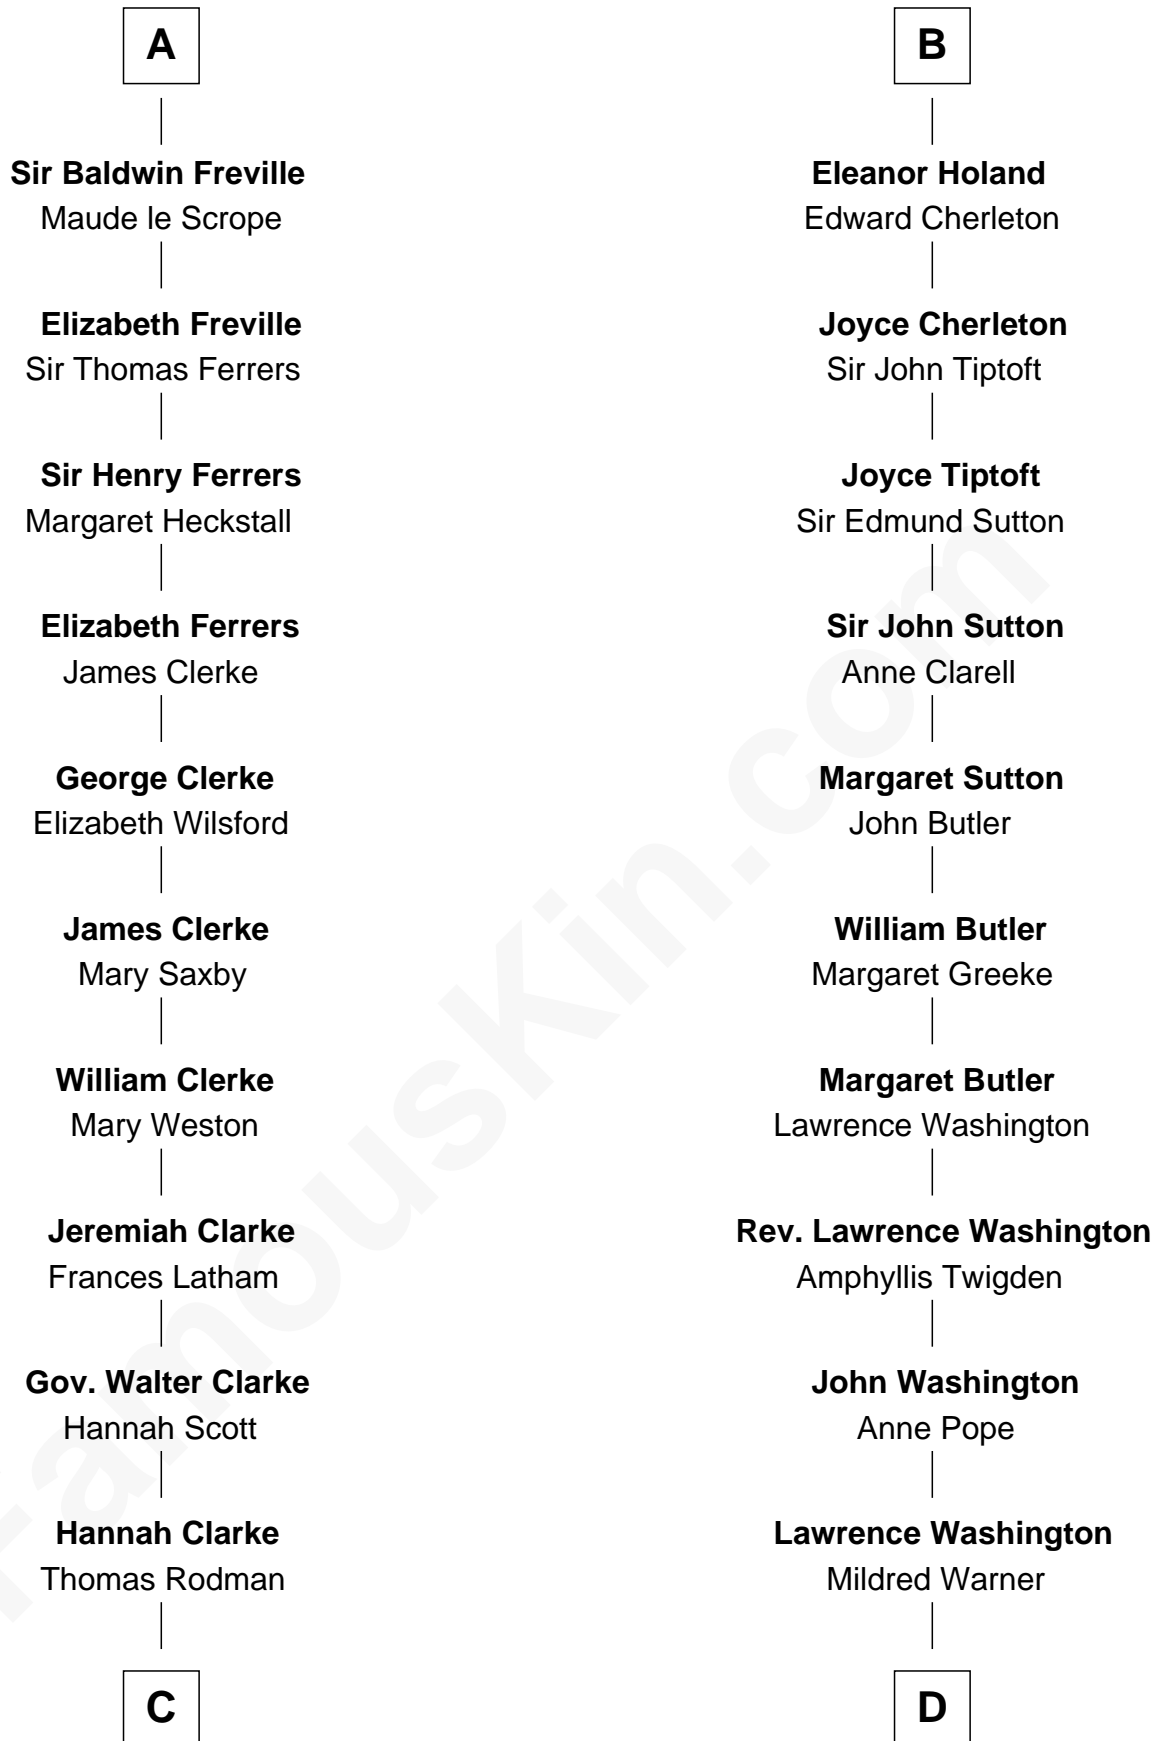 A
Sir Baldwin Freville
Maude le Scrope
Elizabeth Freville
Sir Thomas Ferrers
Sir Henry Ferrers
Margaret Heckstall
Elizabeth Ferrers
James Clerke
George Clerke
Elizabeth Wilsford
James Clerke
Mary Saxby
William Clerke
Mary Weston
Jeremiah Clarke
Frances Latham
Gov. Walter Clarke
Hannah Scott
Hannah Clarke
Thomas Rodman
C
B
Eleanor Holand
Edward Cherleton
Joyce Cherleton
Sir John Tiptoft
Joyce Tiptoft
Sir Edmund Sutton
Sir John Sutton
Anne Clarell
Margaret Sutton
John Butler
William Butler
Margaret Greeke
Margaret Butler
Lawrence Washington
Rev. Lawrence Washington
Amphyllis Twigden
John Washington
Anne Pope
Lawrence Washington
Mildred Warner
D
FamousKin.com